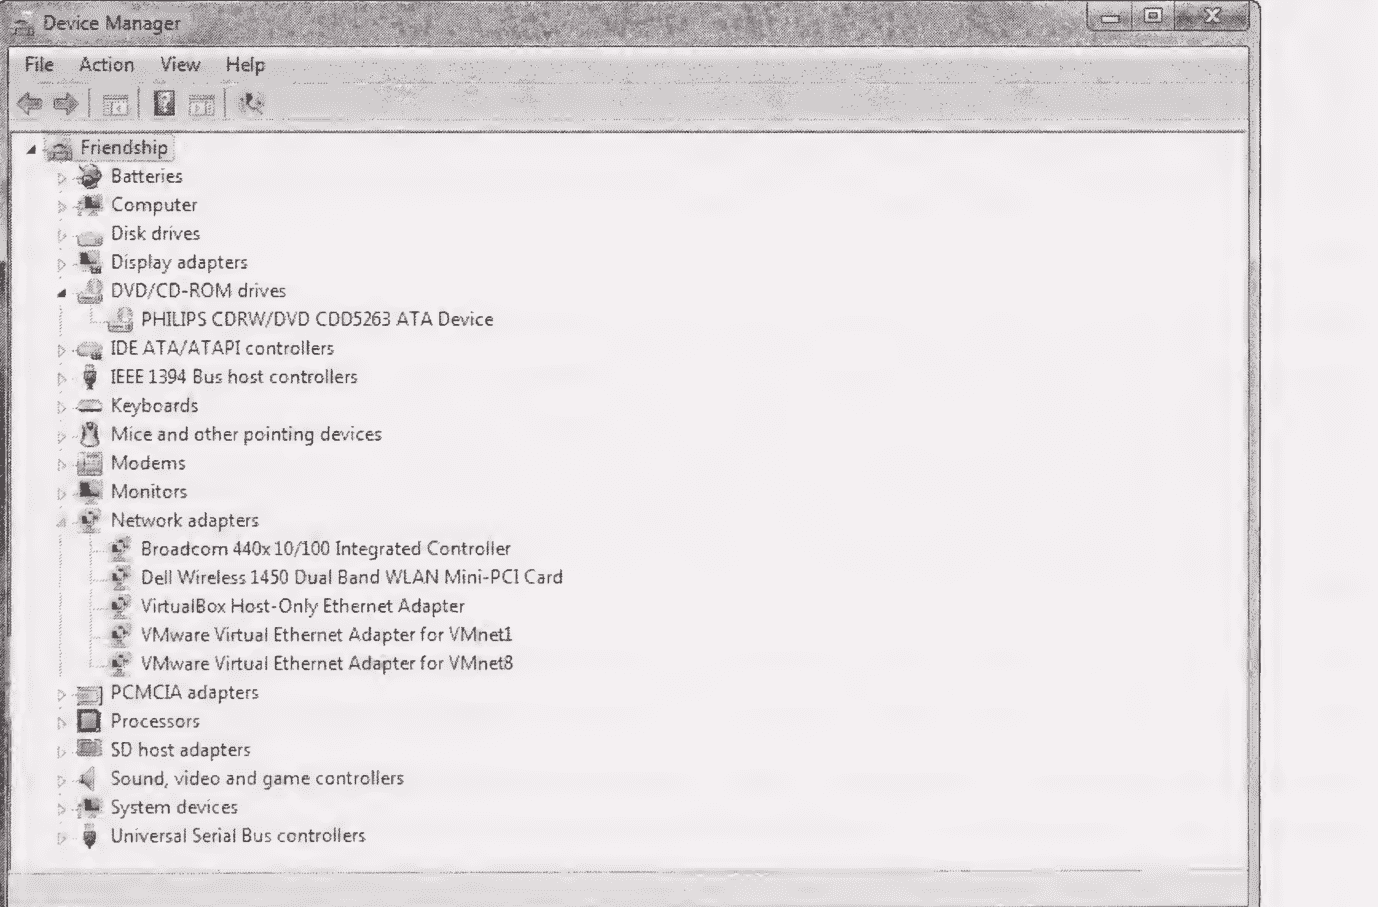 Device Manager
File Action View Help
Friendship
Batteries
Computer
Disk drives
Display adapters
DVD/CD-ROM drives
PHILIPS CDRW/DVD CDD5263 ATA Device
IDE ATA/ATAPI controllers
IEEE 1394 Bus host controllers
Keyboards
Mice and other pointing devices
Modems
Monitors
Network adapters
Broadcom 440x 10/100 Integrated Controller
Dell Wireless 1450 Dual Band WLAN Mini-PCI Card
VirtualBox Host-Only Ethernet Adapter
VMware Virtual Ethernet Adapter for VMnet1
VMware Virtual Ethernet Adapter for VMnet8
PCMCIA adapters
Processors
SD host adapters
Sound, video and game controllers
System devices
Universal Serial Bus controllers